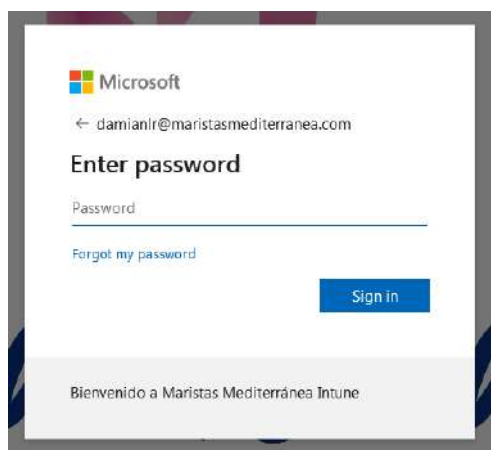 Microsoft
← damianlr@maristasmediterranea.com
Enter password
Password
Forgot my password
Sign in
Bienvenido a Maristas Mediterránea Intune